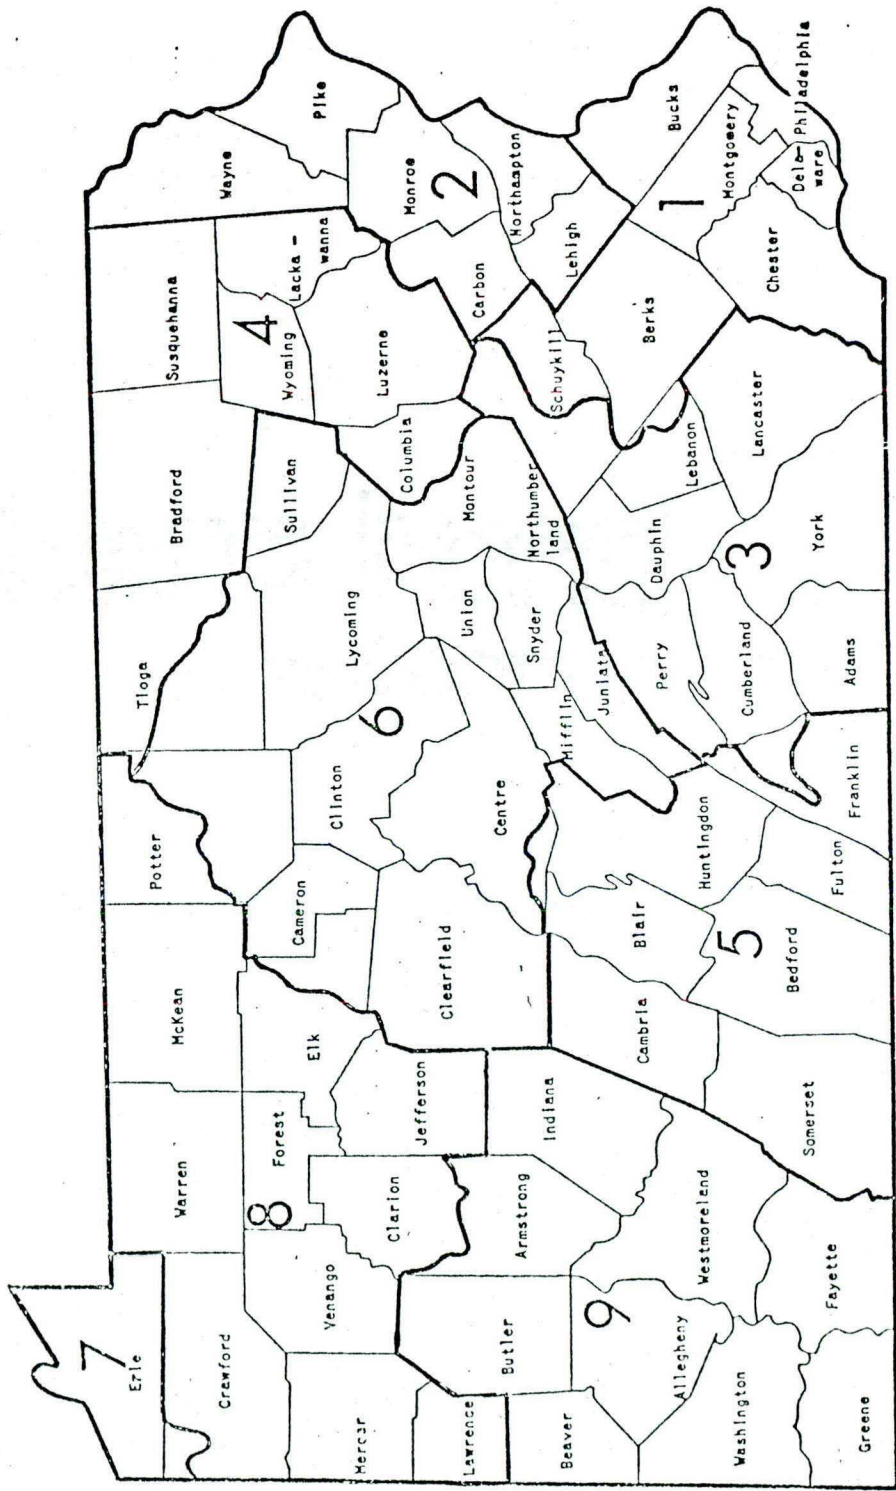 7
Erie
Crawford
Mercer
Lawrence
Beaver
Washington
Greene
Warren
8
Forest
Venango
Clarion
Butler
Armstrong
9
Allegheny
Westmoreland
Fayette
McKean
Elk
Jefferson
Indiana
Potter
Cameron
Clearfield
Cambria
Blair
5
Bedford
Somerset
Huntingdon
Fulton
Franklin
Tioga
Clinton
6
Centre
Lycoming
Union
Snyder
Mifflin
Juniata
Perry
Cumberland
Adams
Bradford
Sullivan
Columbia
Montour
Northumber
land
Dauphin
Lebanon
3
York
Lancaster
Susquehanna
4
Wyoming
Lacka -
wanna
Luzerne
Schuykill
Berks
Wayne
Pike
Monroe
2
Carbon
Northampton
Lehigh
Bucks
1
Montgomery
Chester
Dela-
ware
Philadelphia